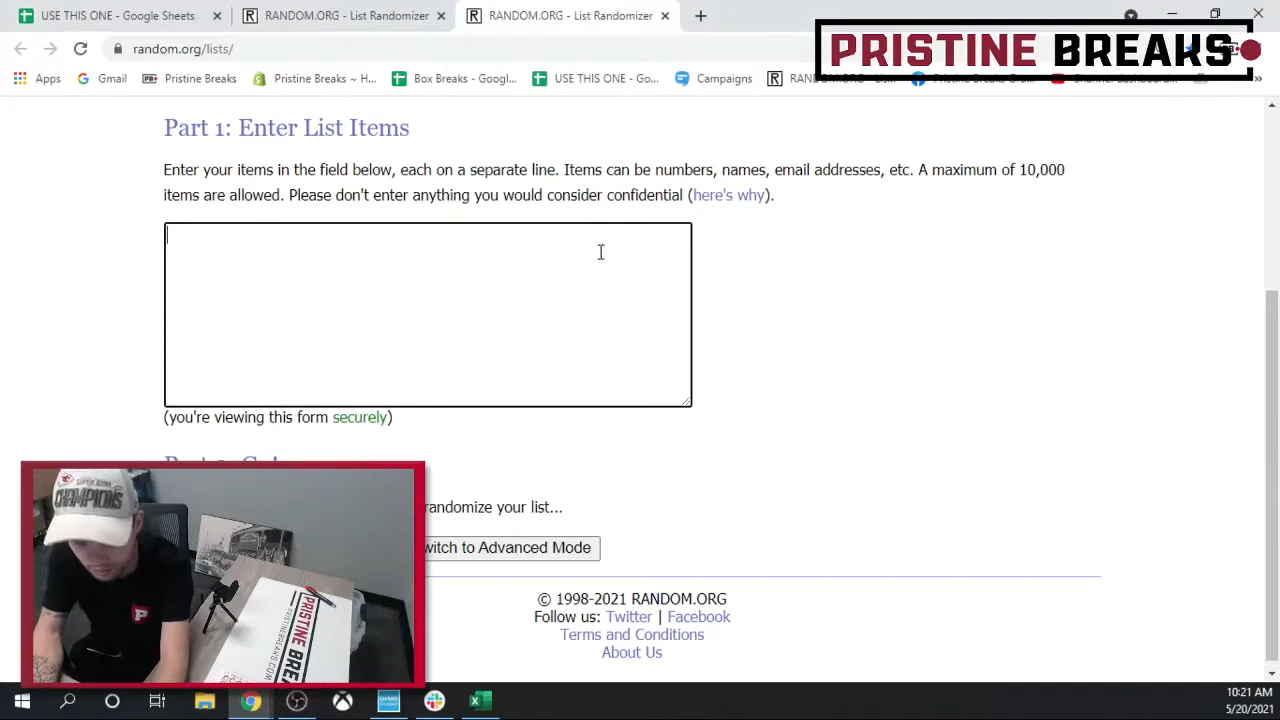 USE THIS ONE - Google Sheets
RANDOM.ORG - List Randomizer
RANDOM.ORG - List Randomizer
random.org/lists/
PRISTINE BREAKS
Apps
Gmail
Pristine Breaks
Pristine Breaks ~ H...
Box Breaks - Googl...
USE THIS ONE - Go...
Campaigns
Part 1: Enter List Items
Enter your items in the field below, each on a separate line. Items can be numbers, names, email addresses, etc. A maximum of 10,000
items are allowed. Please don't enter anything you would consider confidential (here's why).
(you're viewing this form securely)
randomize your list...
witch to Advanced Mode
© 1998-2021 RANDOM.ORG
Follow us: Twitter | Facebook
Terms and Conditions
About Us
CHAMPIONS
P
PRISTINE BREA
10:21 AM
5/20/2021